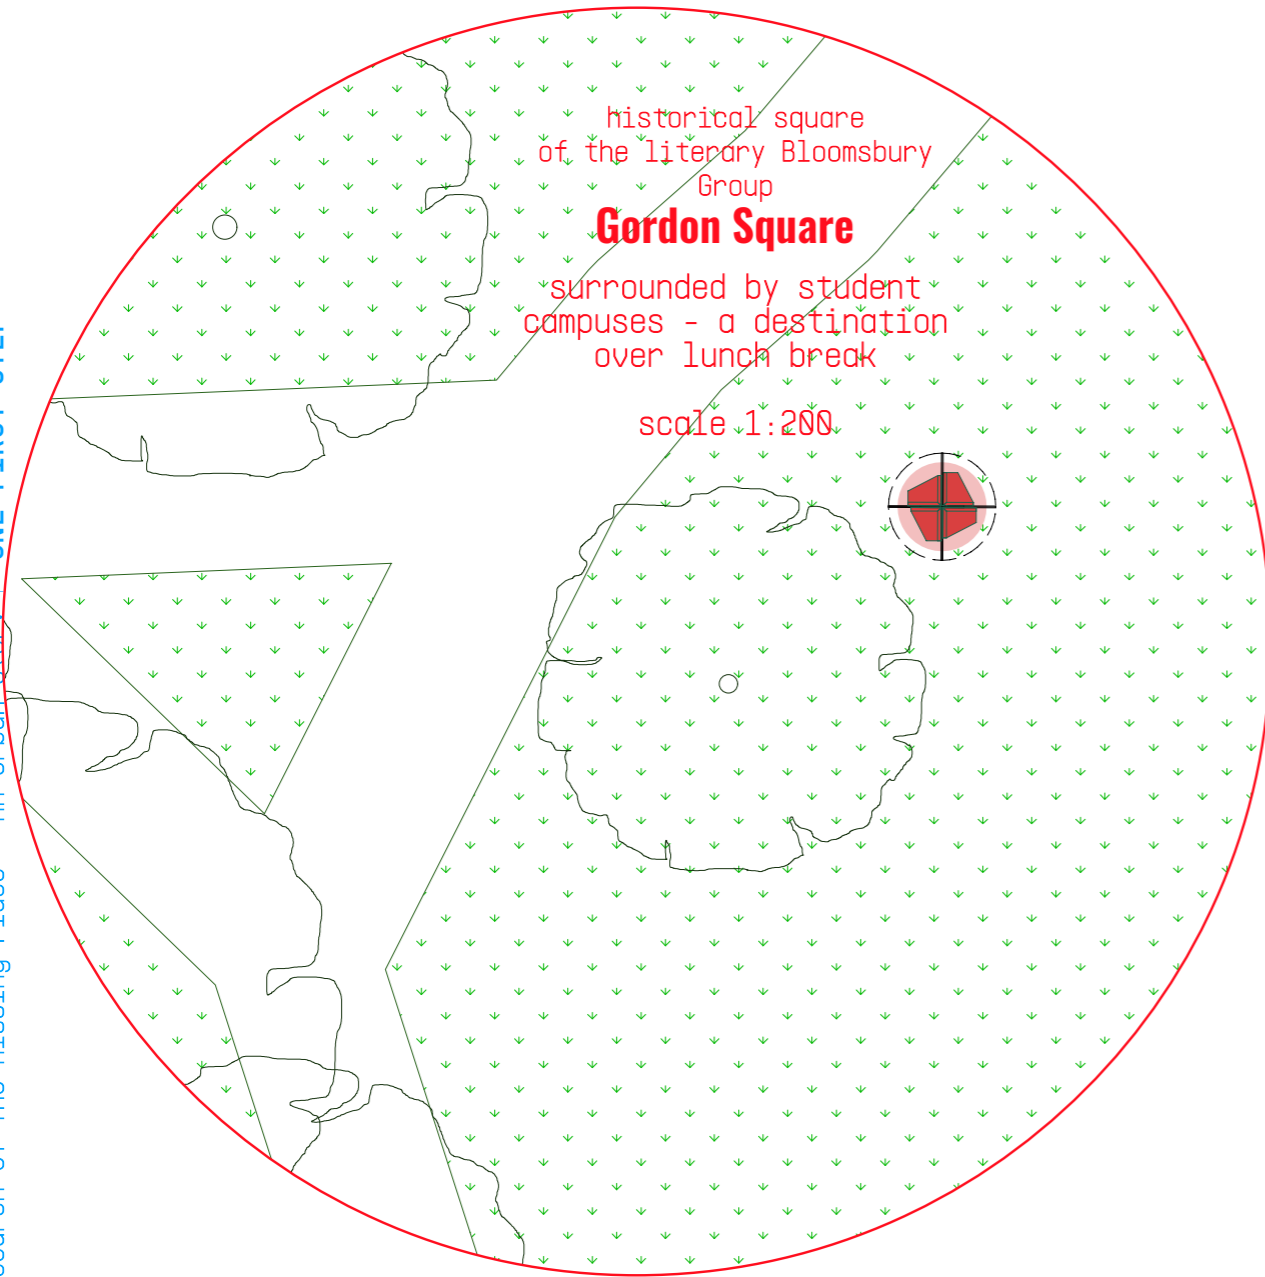 historical square
of the literary Bloomsbury
Group
Gordon Square
surrounded by student
campuses - a destination
over lunch break
scale 1:200